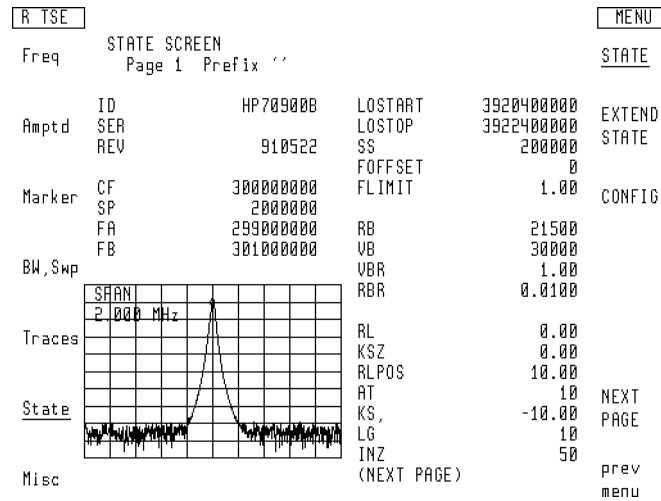 R TSE
MENU
STATE SCREEN
Page 1 Prefix ''
Freq
STATE
ID HP70900B
SER
REV 910522
Amptd
EXTEND
STATE
CF 300000000
SP 2000000
FA 299000000
FB 301000000
Marker
CONFIG
BW,Swp
SPAN
2.000 MHz
Traces
State
Misc
LOSTART 3920400000
LOSTOP 3922400000
SS 200000
FOFFSET 0
FLIMIT 1.00
RB 21500
VB 30000
VBR 1.00
RBR 0.0100
RL 0.00
KSZ 0.00
RLPOS 10.00
AT 10
KS, -10.00
LG 10
INZ 50
(NEXT PAGE)
NEXT
PAGE
prev
menu